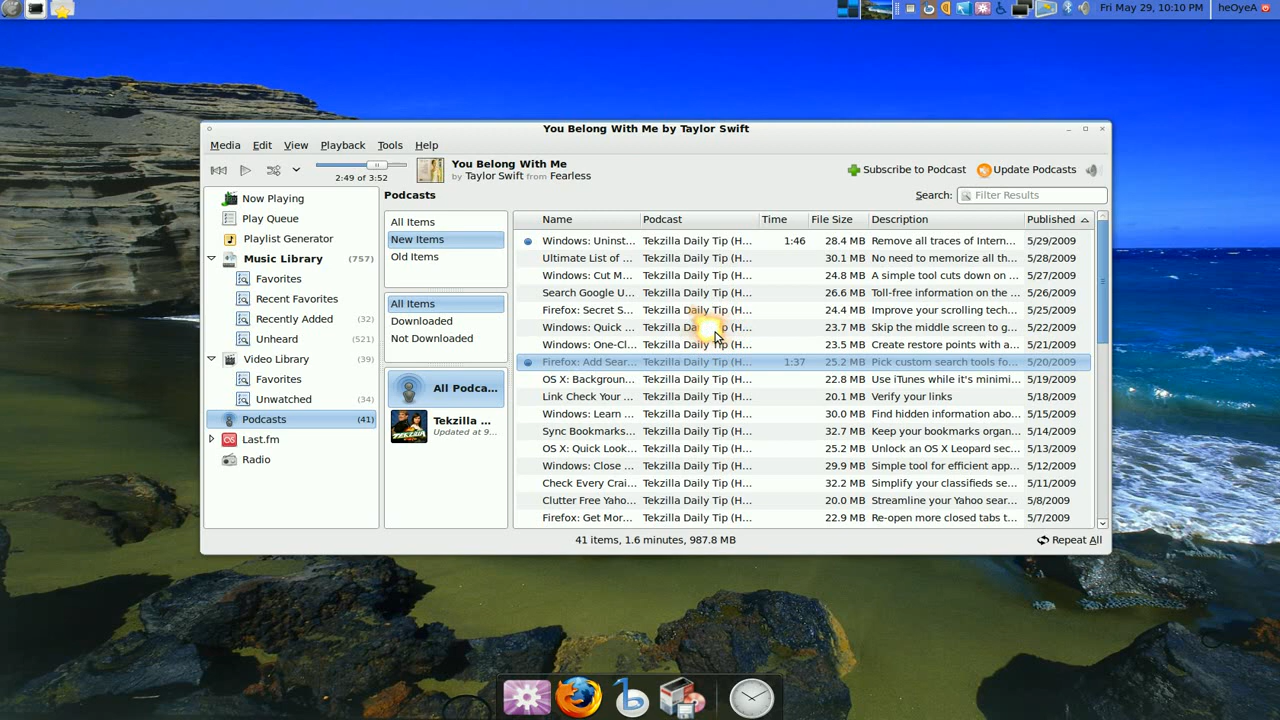 Fri May 29, 10:10 PM heOyeA
You Belong With Me by Taylor Swift
Media Edit View Playback Tools Help
You Belong With Me
by Taylor Swift from Fearless
2:49 of 3:52
Subscribe to Podcast Update Podcasts
Now Playing
Play Queue
Playlist Generator
Music Library (757)
Favorites
Recent Favorites
Recently Added (32)
Unheard (521)
Video Library (39)
Favorites
Unwatched (34)
Podcasts (41)
Last.fm
Radio
Podcasts
Search: Filter Results
All Items
New Items
Old Items
All Items
Downloaded
Not Downloaded
All Podca...
Tekzilla ...
Updated at 9...
Name Podcast Time File Size Description Published
Windows: Uninst... Tekzilla Daily Tip (H... 1:46 28.4 MB Remove all traces of Intern... 5/29/2009
Ultimate List of ... Tekzilla Daily Tip (H... 30.1 MB No need to memorize all th... 5/28/2009
Windows: Cut M... Tekzilla Daily Tip (H... 24.8 MB A simple tool cuts down on ... 5/27/2009
Search Google U... Tekzilla Daily Tip (H... 26.6 MB Toll-free information on the ... 5/26/2009
Firefox: Secret S... Tekzilla Daily Tip (H... 24.4 MB Improve your scrolling tech... 5/25/2009
Windows: Quick ... Tekzilla Daily Tip (H... 23.7 MB Skip the middle screen to g... 5/22/2009
Windows: One-Cl... Tekzilla Daily Tip (H... 23.5 MB Create restore points with a... 5/21/2009
Firefox: Add Sear... Tekzilla Daily Tip (H... 1:37 25.2 MB Pick custom search tools fo... 5/20/2009
OS X: Backgroun... Tekzilla Daily Tip (H... 22.8 MB Use iTunes while it's minimi... 5/19/2009
Link Check Your ... Tekzilla Daily Tip (H... 20.1 MB Verify your links 5/18/2009
Windows: Learn ... Tekzilla Daily Tip (H... 30.0 MB Find hidden information abo... 5/15/2009
Sync Bookmarks... Tekzilla Daily Tip (H... 32.7 MB Keep your bookmarks organ... 5/14/2009
OS X: Quick Look... Tekzilla Daily Tip (H... 25.2 MB Unlock an OS X Leopard sec... 5/13/2009
Windows: Close ... Tekzilla Daily Tip (H... 29.9 MB Simple tool for efficient app... 5/12/2009
Check Every Crai... Tekzilla Daily Tip (H... 32.2 MB Simplify your classifieds se... 5/11/2009
Clutter Free Yaho... Tekzilla Daily Tip (H... 20.0 MB Streamline your Yahoo sear... 5/8/2009
Firefox: Get Mor... Tekzilla Daily Tip (H... 22.9 MB Re-open more closed tabs t... 5/7/2009
41 items, 1.6 minutes, 987.8 MB
Repeat All